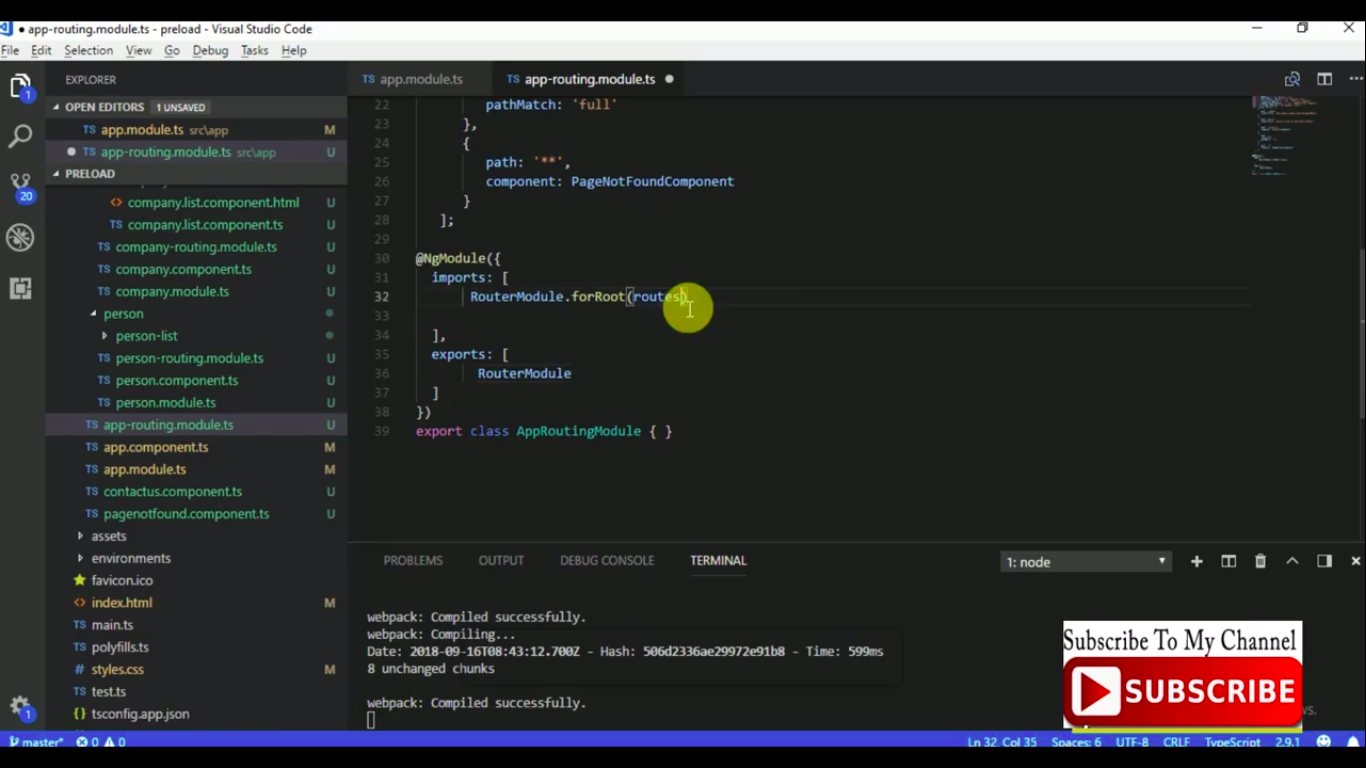 app-routing.module.ts - preload - Visual Studio Code
File Edit Selection View Go Debug Tasks Help
EXPLORER
OPEN EDITORS 1 UNSAVED
TS app.module.ts src\app M
TS app-routing.module.ts src\app U
PRELOAD
company.list.component.html U
TS company.list.component.ts U
TS company-routing.module.ts U
TS company.component.ts U
TS company.module.ts U
person
person-list
TS person-routing.module.ts U
TS person.component.ts U
TS person.module.ts U
TS app-routing.module.ts U
TS app.component.ts M
TS app.module.ts M
TS contactus.component.ts U
TS pagenotfound.component.ts U
assets
environments
favicon.ico
index.html M
TS main.ts
TS polyfills.ts
# styles.css M
TS test.ts
{} tsconfig.app.json
1
20
1
TS app.module.ts TS app-routing.module.ts
22 pathMatch: 'full'
23 },
24 {
25 path: '**',
26 component: PageNotFoundComponent
27 }
28 ];
29
30 @NgModule({
31 imports: [
32 RouterModule.forRoot(routes)
33
34 ],
35 exports: [
36 RouterModule
37 ]
38 })
39 export class AppRoutingModule { }
PROBLEMS OUTPUT DEBUG CONSOLE TERMINAL 1: node
webpack: Compiled successfully.
webpack: Compiling...
Date: 2018-09-16T08:43:12.700Z - Hash: 506d2336ae29972e91b8 - Time: 599ms
8 unchanged chunks
webpack: Compiled successfully.
Subscribe To My Channel
SUBSCRIBE
master* 0 0 Ln 32, Col 35 Spaces: 6 UTF-8 CRLF TypeScript 2.9.1